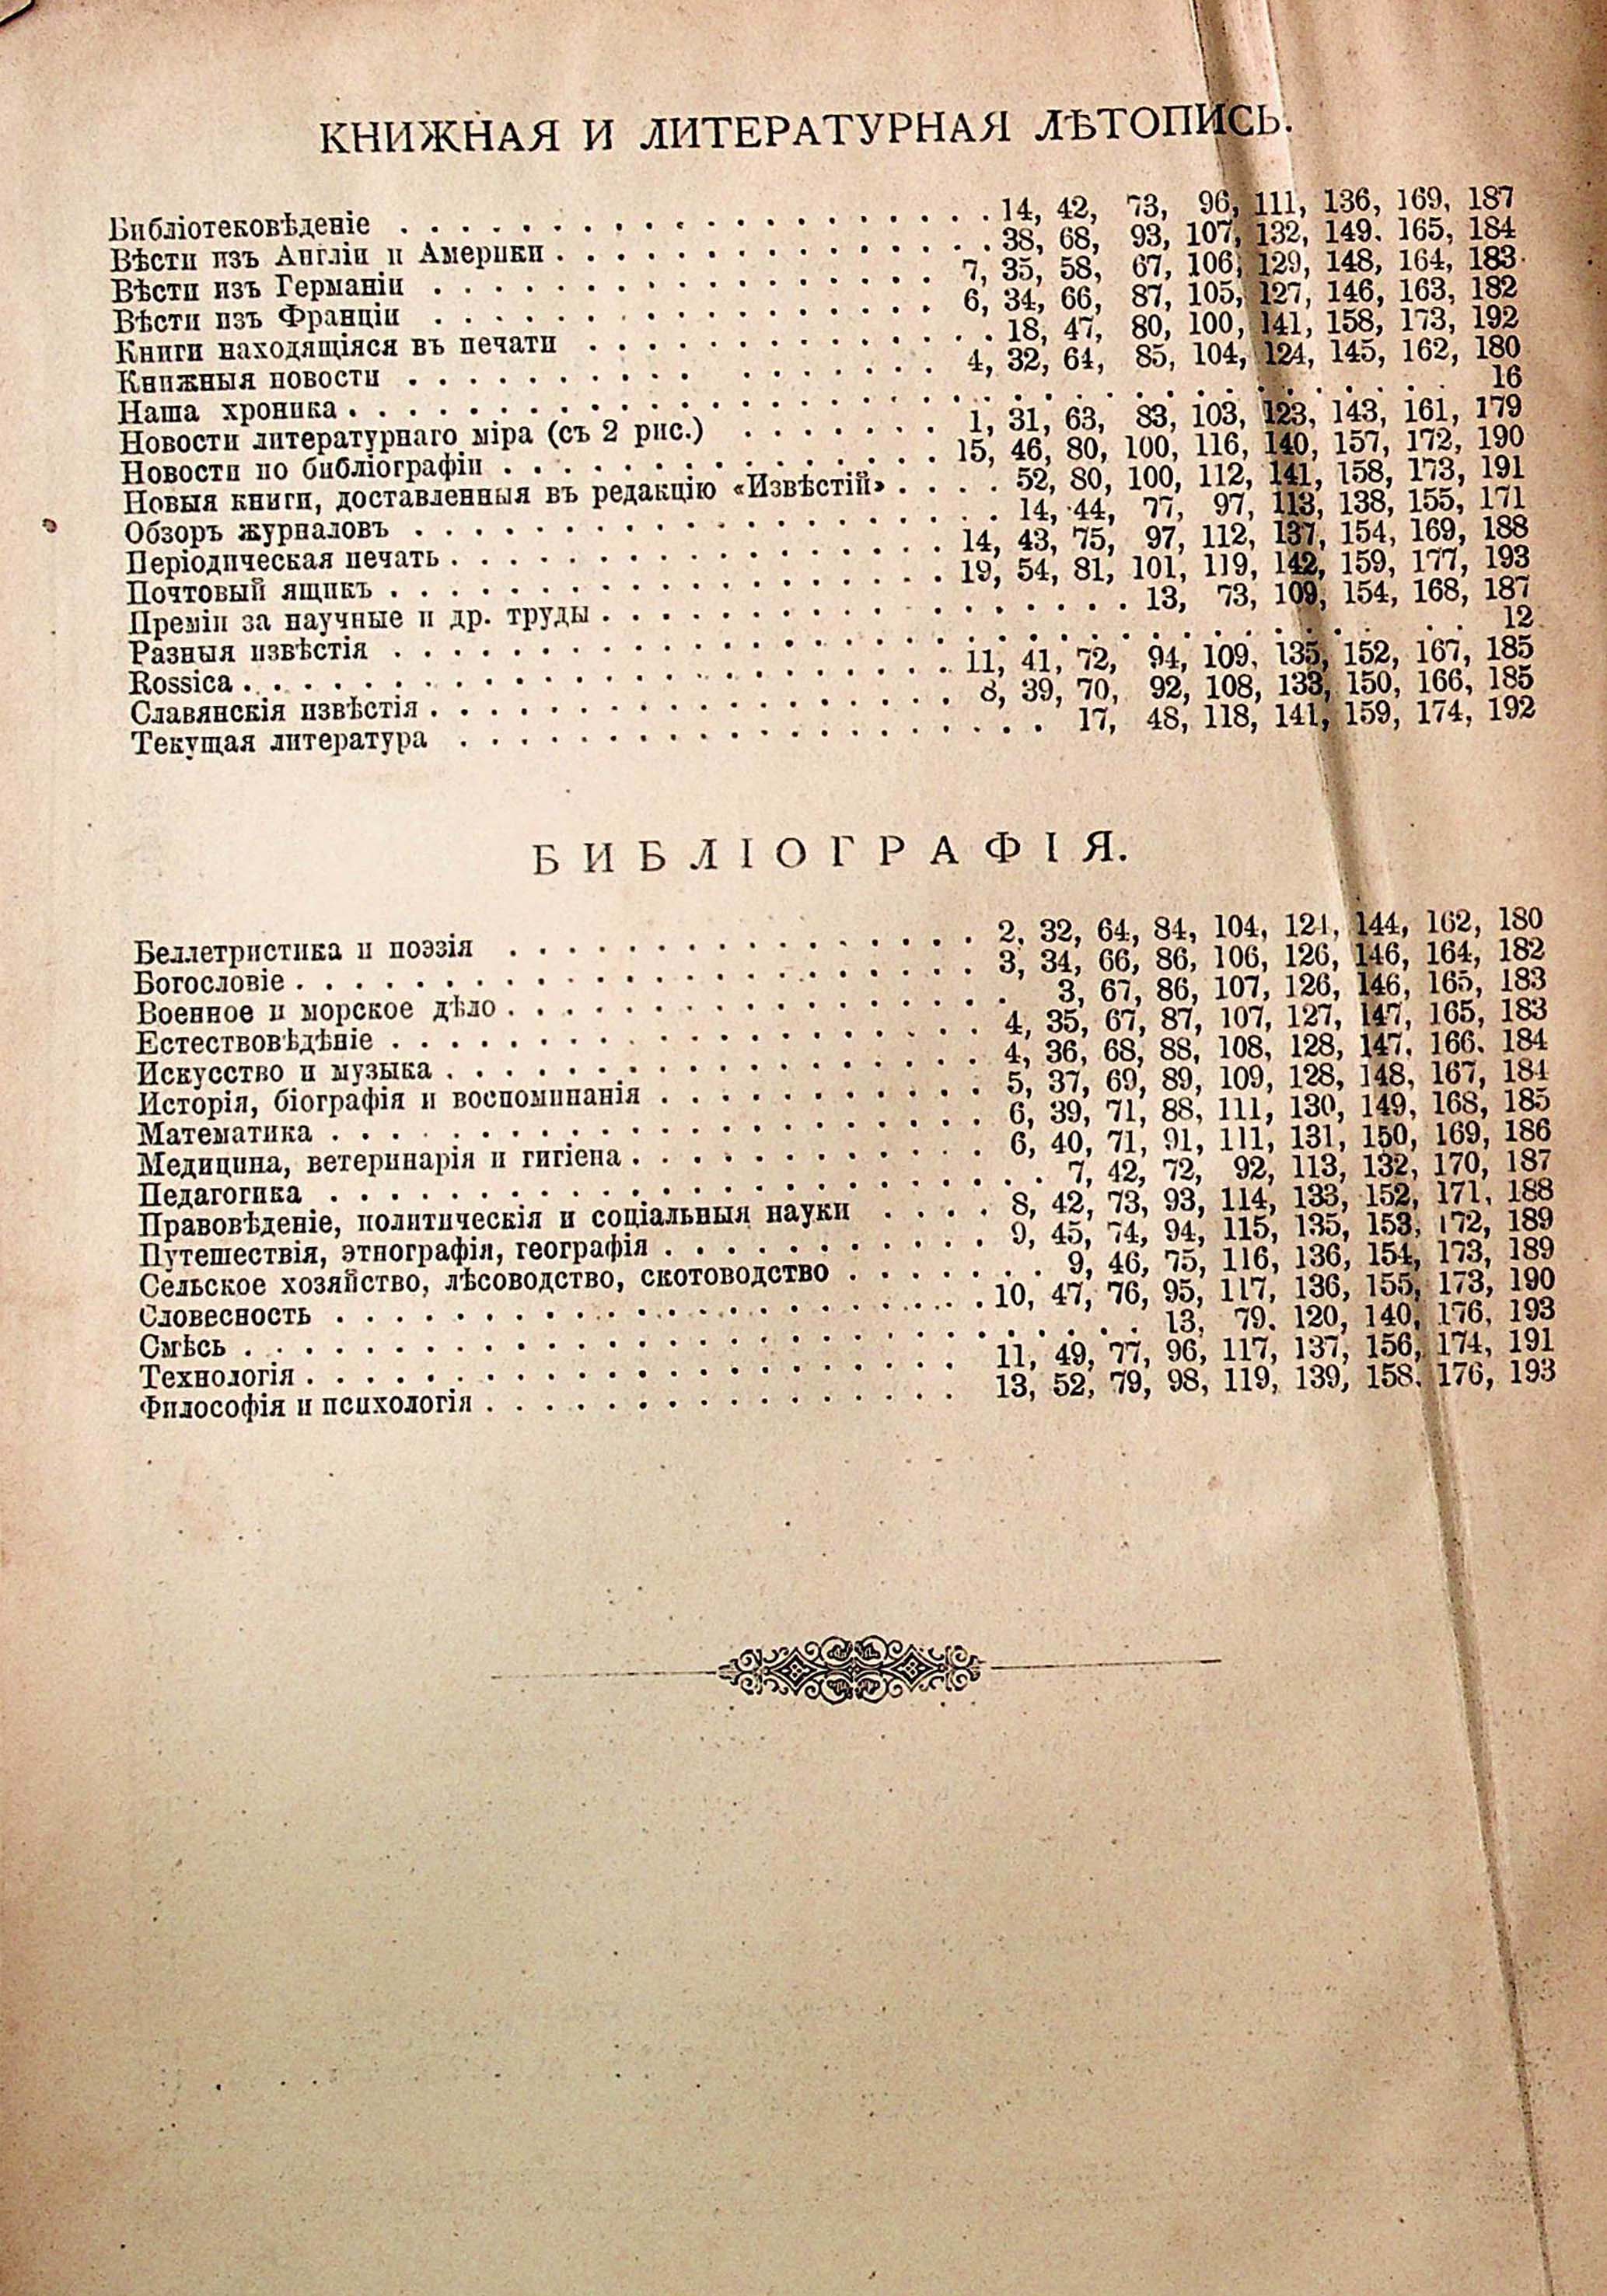 КНИЖНАЯ И ЛИТЕРАТУРНАЯ ЛѢТОПИСЬ.
Библіотековѣденіе . . . . . . . . . . . . . . . . . . . . 14, 42, 73, 96, 111, 136, 169, 187
Вѣсти изъ Англіи и Америки . . . . . . . . . . . . . . . 38, 68, 93, 107, 132, 149. 165, 184
Вѣсти изъ Германіи . . . . . . . . . . . . . . . . . 7, 35, 58, 67, 106, 129, 148, 164, 183
Вѣсти изъ Франціи . . . . . . . . . . . . . . . . . 6, 34, 66, 87, 105, 127, 146, 163, 182
Книги находящіяся въ печати . . . . . . . . . . . . . . 18, 47, 80, 100, 141, 158, 173, 192
Книжныя новости . . . . . . . . . . . . . . . . . . 4, 32, 64, 85, 104, 124, 145, 162, 180
Наша хроника . . . . . . . . . . . . . . . . . . . . . . . . . . . . . . . . . . . . 16
Новости литературнаго міра (съ 2 рис.) . . . . . . . 1, 31, 63, 83, 103, 123, 143, 161, 179
Новости по библіографіи . . . . . . . . . . . . . . . 15, 46, 80, 100, 116, 140, 157, 172, 190
Новыя книги, доставленныя въ редакцію «Извѣстій» . . . . 52, 80, 100, 112, 141, 158, 173, 191
Обзоръ журналовъ . . . . . . . . . . . . . . . . . . . . 14, 44, 77, 97, 113, 138, 155, 171
Періодическая печать . . . . . . . . . . . . . . . . . 14, 43, 75, 97, 112, 137, 154, 169, 188
Почтовый ящикъ . . . . . . . . . . . . . . . . . . . 19, 54, 81, 101, 119, 142, 159, 177, 193
Преміи за научные и др. труды . . . . . . . . . . . . . . . . . . 13, 73, 109, 154, 168, 187
Разныя извѣстія . . . . . . . . . . . . . . . . . . . . . . . . . . . . . . . . . . . 12
Rossica . . . . . . . . . . . . . . . . . . . . . . . 11, 41, 72, 94, 109, 135, 152, 167, 185
Славянскія извѣстія . . . . . . . . . . . . . . . . . 8, 39, 70, 92, 108, 133, 150, 166, 185
Текущая литература . . . . . . . . . . . . . . . . . . . . 17, 48, 118, 141, 159, 174, 192
БИБЛІОГРАФІЯ.
Беллетристика и поэзія . . . . . . . . . . . . . . . . 2, 32, 64, 84, 104, 124, 144, 162, 180
Богословіе . . . . . . . . . . . . . . . . . . . . . . . 3, 34, 66, 86, 106, 126, 146, 164, 182
Военное и морское дѣло . . . . . . . . . . . . . . . . . 3, 67, 86, 107, 126, 146, 165, 183
Естествовѣдѣніе . . . . . . . . . . . . . . . . . . . . 4, 35, 67, 87, 107, 127, 147, 165, 183
Искусство и музыка . . . . . . . . . . . . . . . . . . 4, 36, 68, 88, 108, 128, 147. 166. 184
Исторія, біографія и воспоминанія . . . . . . . . . . . 5, 37, 69, 89, 109, 128, 148, 167, 184
Математика . . . . . . . . . . . . . . . . . . . . . . 6, 39, 71, 88, 111, 130, 149, 168, 185
Медицина, ветеринарія и гигіена . . . . . . . . . . . . 6, 40, 71, 91, 111, 131, 150, 169, 186
Педагогика . . . . . . . . . . . . . . . . . . . . . . . . 7, 42, 72, 92, 113, 132, 170, 187
Правовѣденіе, политическія и соціальныя науки . . . . 8, 42, 73, 93, 114, 133, 152, 171, 188
Путешествія, этнографія, географія . . . . . . . . . . . 9, 45, 74, 94, 115, 135, 153, 172, 189
Сельское хозяйство, лѣсоводство, скотоводство . . . . . . . 9, 46, 75, 116, 136, 154, 173, 189
Словесность . . . . . . . . . . . . . . . . . . . . . . 10, 47, 76, 95, 117, 136, 155, 173, 190
Смѣсь . . . . . . . . . . . . . . . . . . . . . . . . . . . . . . 13, 79. 120, 140, 176, 193
Технологія . . . . . . . . . . . . . . . . . . . . . . 11, 49, 77, 96, 117, 137, 156, 174, 191
Философія и психологія . . . . . . . . . . . . . . . . 13, 52, 79, 98, 119, 139, 158, 176, 193